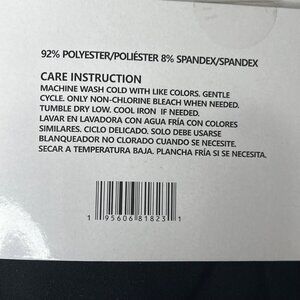 92% POLYESTER/POLIÉSTER 8% SPANDEX/SPANDEX
CARE INSTRUCTION
MACHINE WASH COLD WITH LIKE COLORS. GENTLE
CYCLE. ONLY NON-CHLORINE BLEACH WHEN NEEDED.
TUMBLE DRY LOW. COOL IRON IF NEEDED.
LAVAR EN LAVADORA CON AGUA FRÍA CON COLORES
SIMILARES. CICLO DELICADO. SOLO DEBE USARSE
BLANQUEADOR NO CLORADO CUANDO SE NECESITE.
SECAR A TEMPERATURA BAJA. PLANCHA FRÍA SI SE NECESITA.
1 95606 81823 1